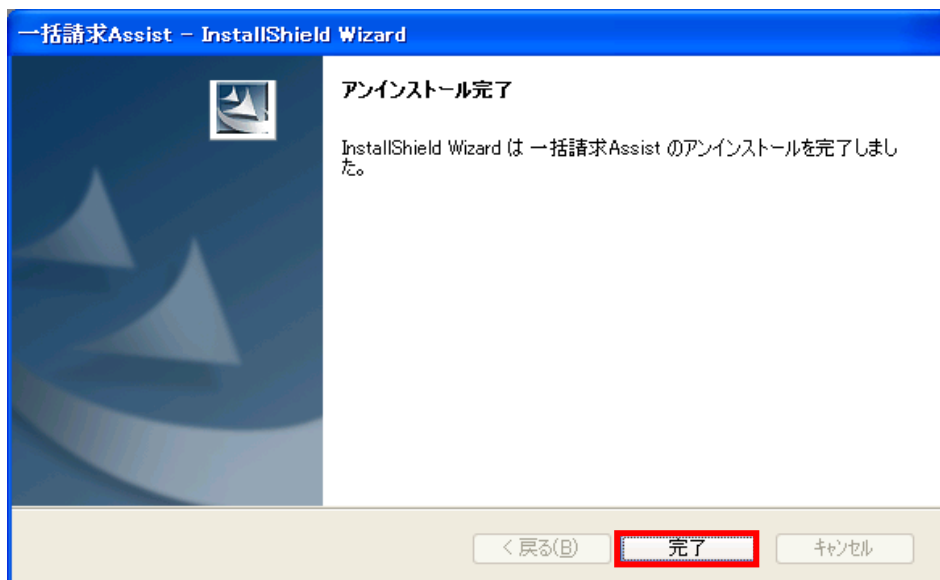 一括請求Assist - InstallShield Wizard
アンインストール完了
InstallShield Wizard は 一括請求Assist のアンインストールを完了しまし
た。
< 戻る(B)
完了
キャンセル